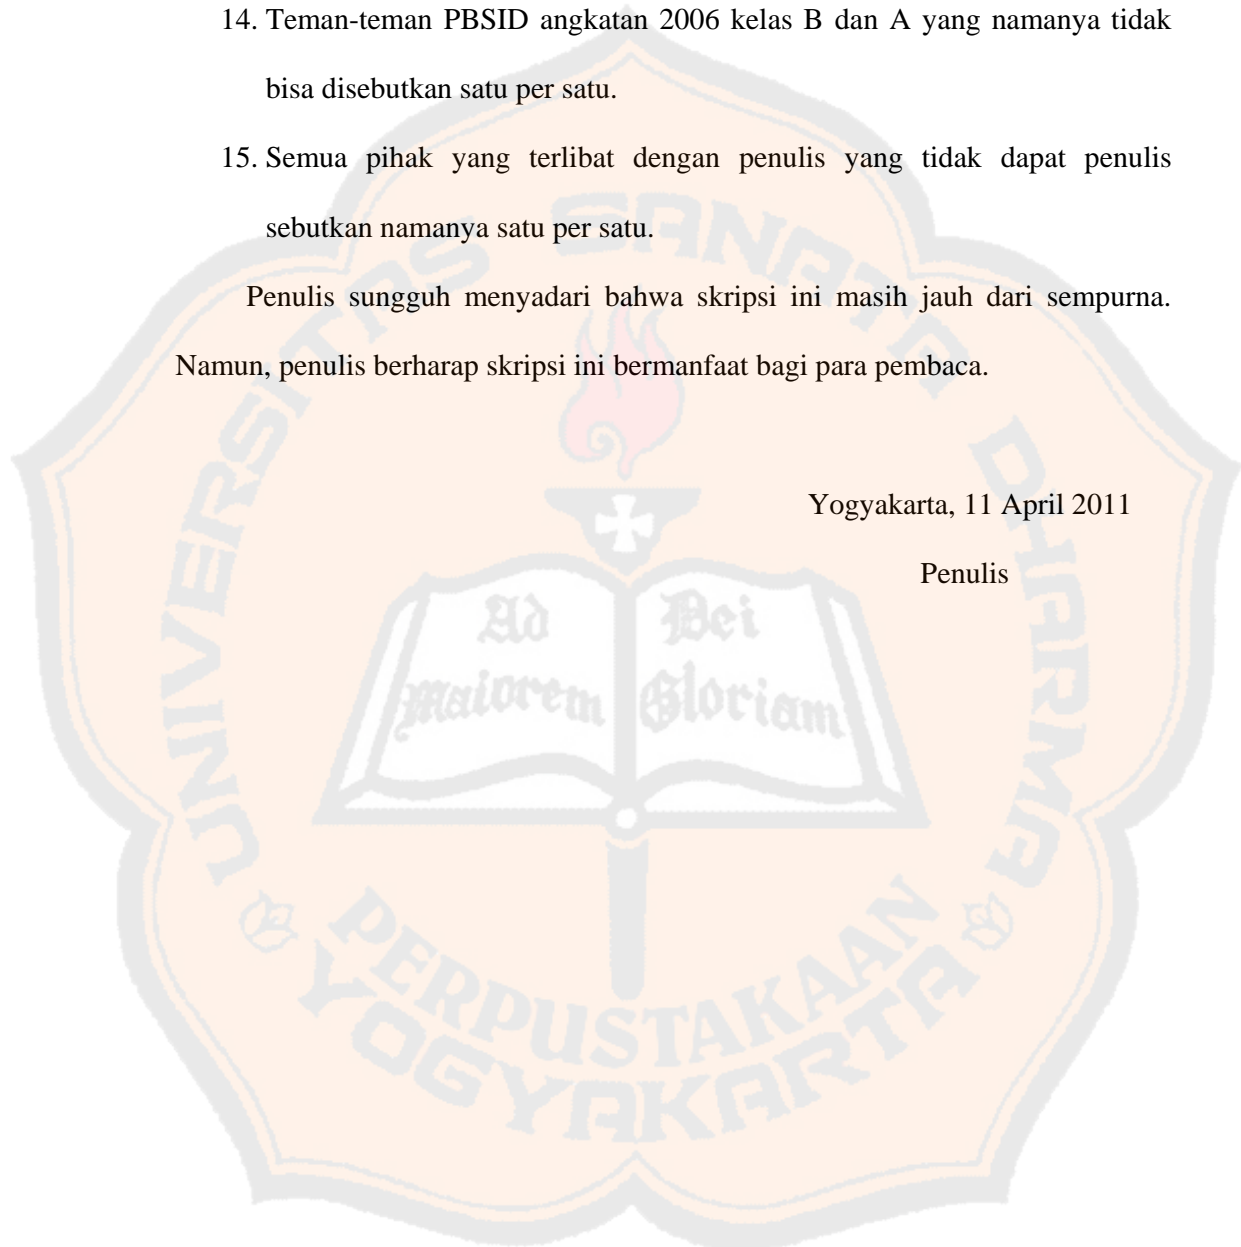 14. Teman-teman PBSID angkatan 2006 kelas B dan A yang namanya tidak
bisa disebutkan satu per satu.
15. Semua pihak yang terlibat dengan penulis yang tidak dapat penulis
sebutkan namanya satu per satu.
Penulis sungguh menyadari bahwa skripsi ini masih jauh dari sempurna.
Namun, penulis berharap skripsi ini bermanfaat bagi para pembaca.
Yogyakarta, 11 April 2011
Penulis
UNIVERSITAS SANATA DHARMA
Ad Dei
Maiorem Gloriam
PERPUSTAKAAN
YOGYAKARTA